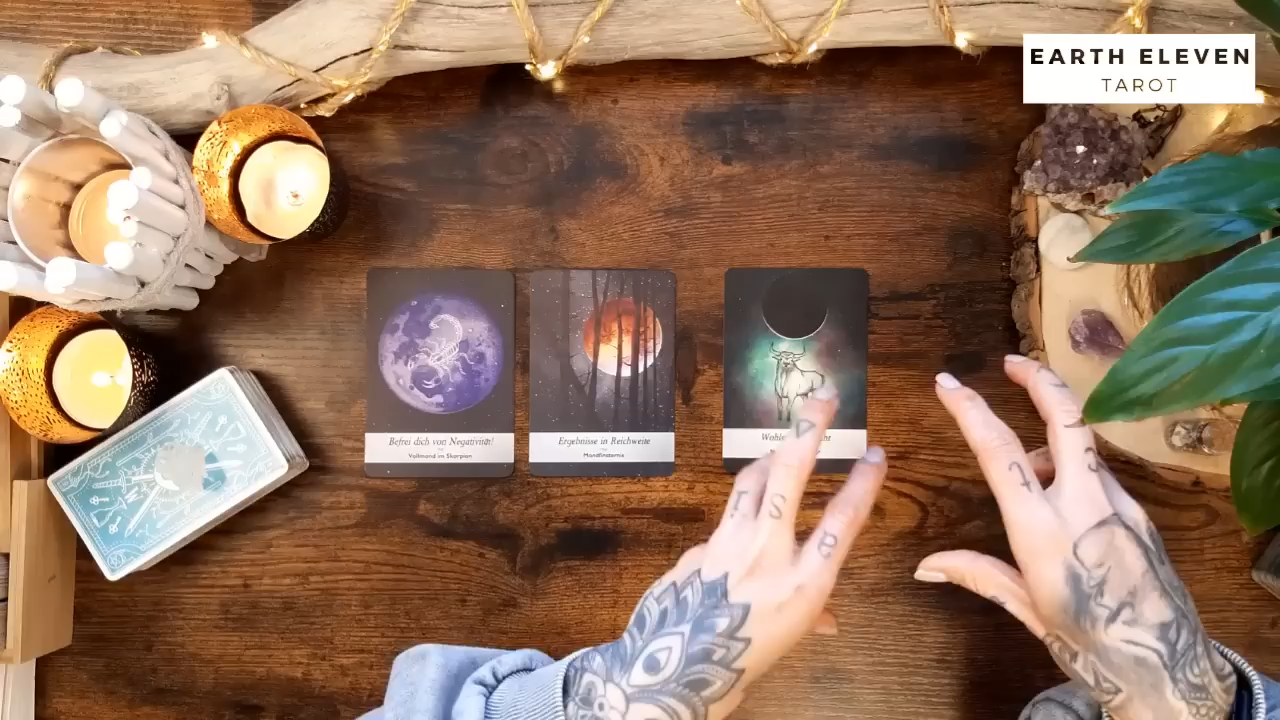 EARTH ELEVEN
TAROT
Befrei dich von Negativität!
Vollmond im Skorpion
Ergebnisse in Reichweite
Mondfinsternis